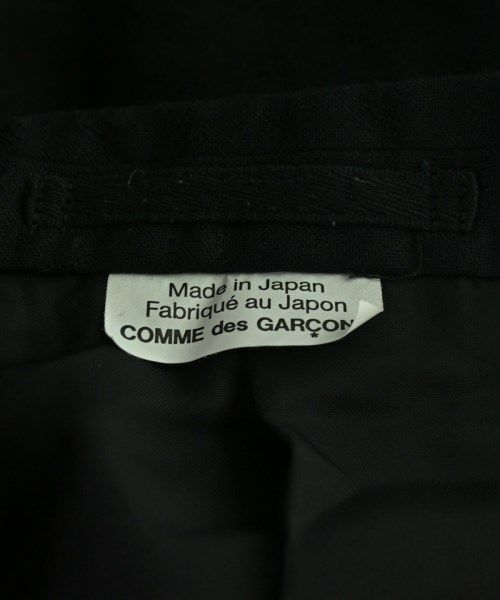 Made in Japan
Fabriqué au Japon
COMME des GARÇON